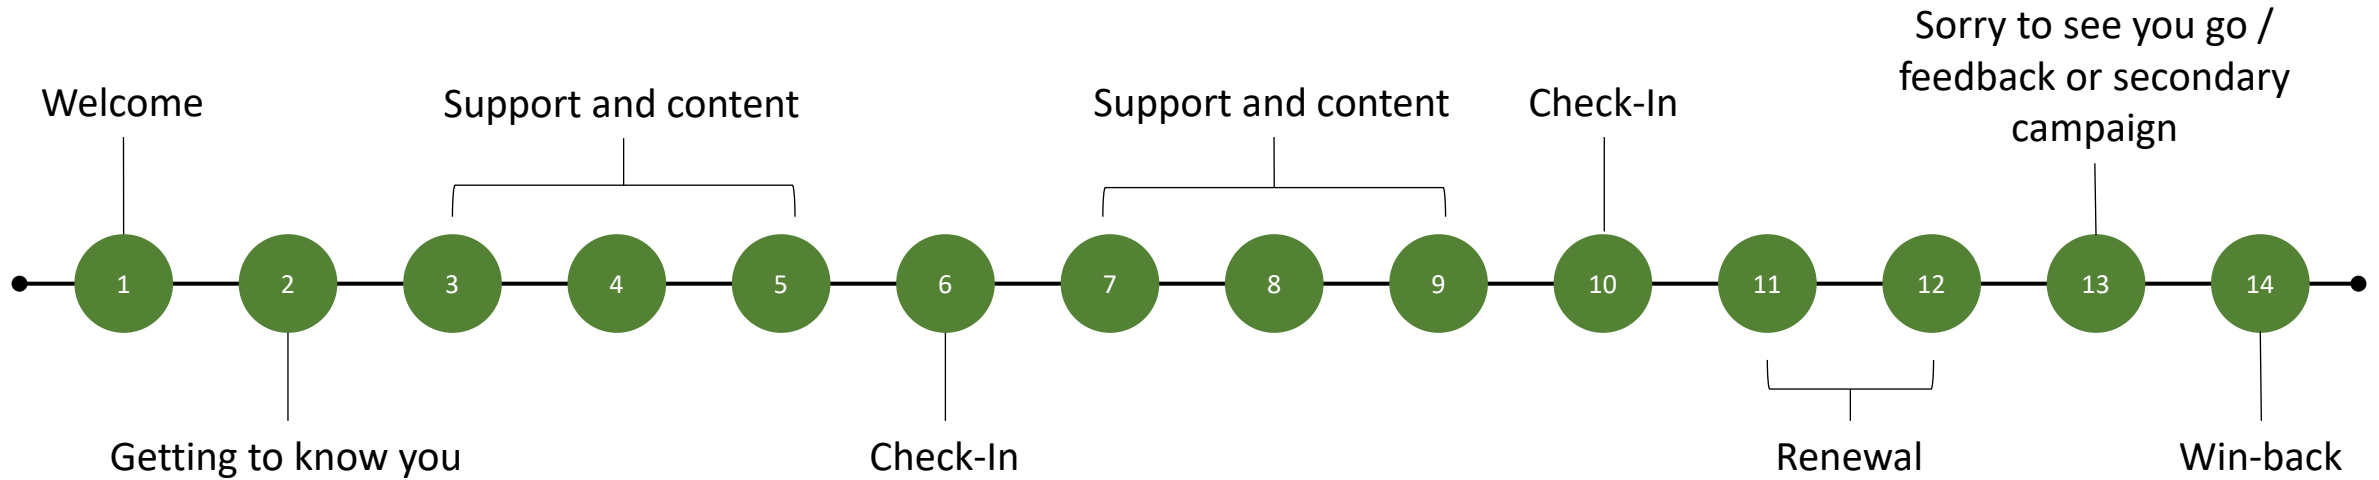 Sorry to see you go /
feedback or secondary
campaign
Welcome
Support and content
Support and content
Check-In
1
2
3
4
5
6
7
8
9
10
11
12
13
14
Getting to know you
Check-In
Renewal
Win-back